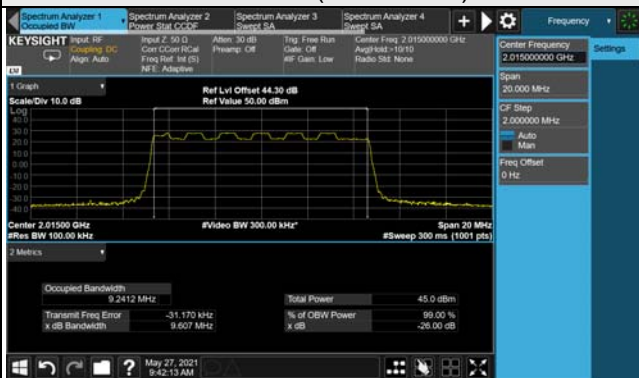 Spectrum Analyzer 1
Occupied BW
Spectrum Analyzer 2
Power Stat CCDF
Spectrum Analyzer 3
Swept SA
Spectrum Analyzer 4
Swept SA
Frequency
KEYSIGHT
Input: RF
Coupling: DC
Align: Auto
Input Z: 50 Ω
Corr CCorr RCal
Freq Ref: Int (S)
NFE: Adaptive
Atten: 30 dB
Preamp: Off
Trig: Free Run
Gate: Off
#IF Gain: Low
Center Freq: 2.015000000 GHz
Avg|Hold:>10/10
Radio Std: None
Center Frequency
2.015000000 GHz
Settings
Span
20.000 MHz
CF Step
2.000000 MHz
Auto
Man
Freq Offset
0 Hz
1 Graph
Scale/Div 10.0 dB
Ref Lvl Offset 44.30 dB
Ref Value 50.00 dBm
Log
40.0
30.0
20.0
10.0
0.00
-10.0
-20.0
-30.0
-40.0
Center 2.01500 GHz
#Res BW 100.00 kHz
#Video BW 300.00 kHz*
Span 20 MHz
#Sweep 300 ms (1001 pts)
2 Metrics
Occupied Bandwidth
9.2412 MHz
Total Power
45.0 dBm
Transmit Freq Error
-31.170 kHz
% of OBW Power
99.00 %
x dB Bandwidth
9.607 MHz
x dB
-26.00 dB
May 27, 2021
9:42:13 AM